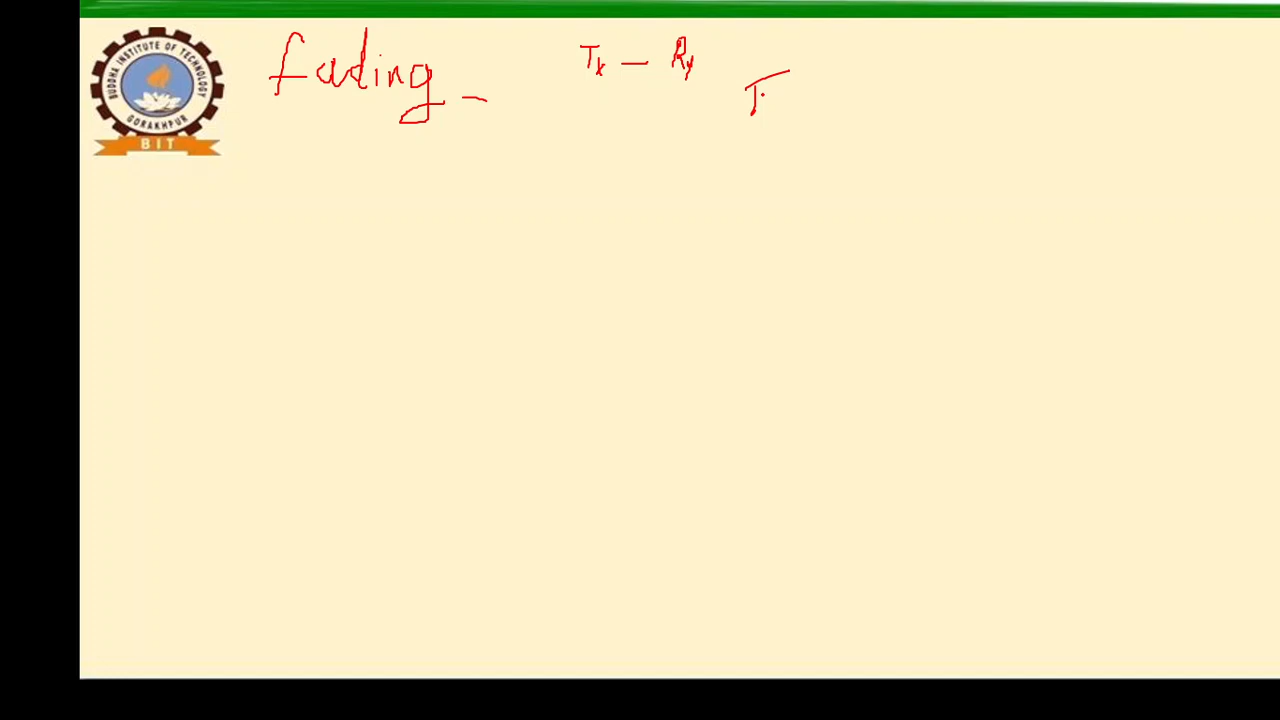 BUDDHA INSTITUTE OF TECHNOLOGY
GORAKHPUR
BIT
fading - Tx - Rx
T